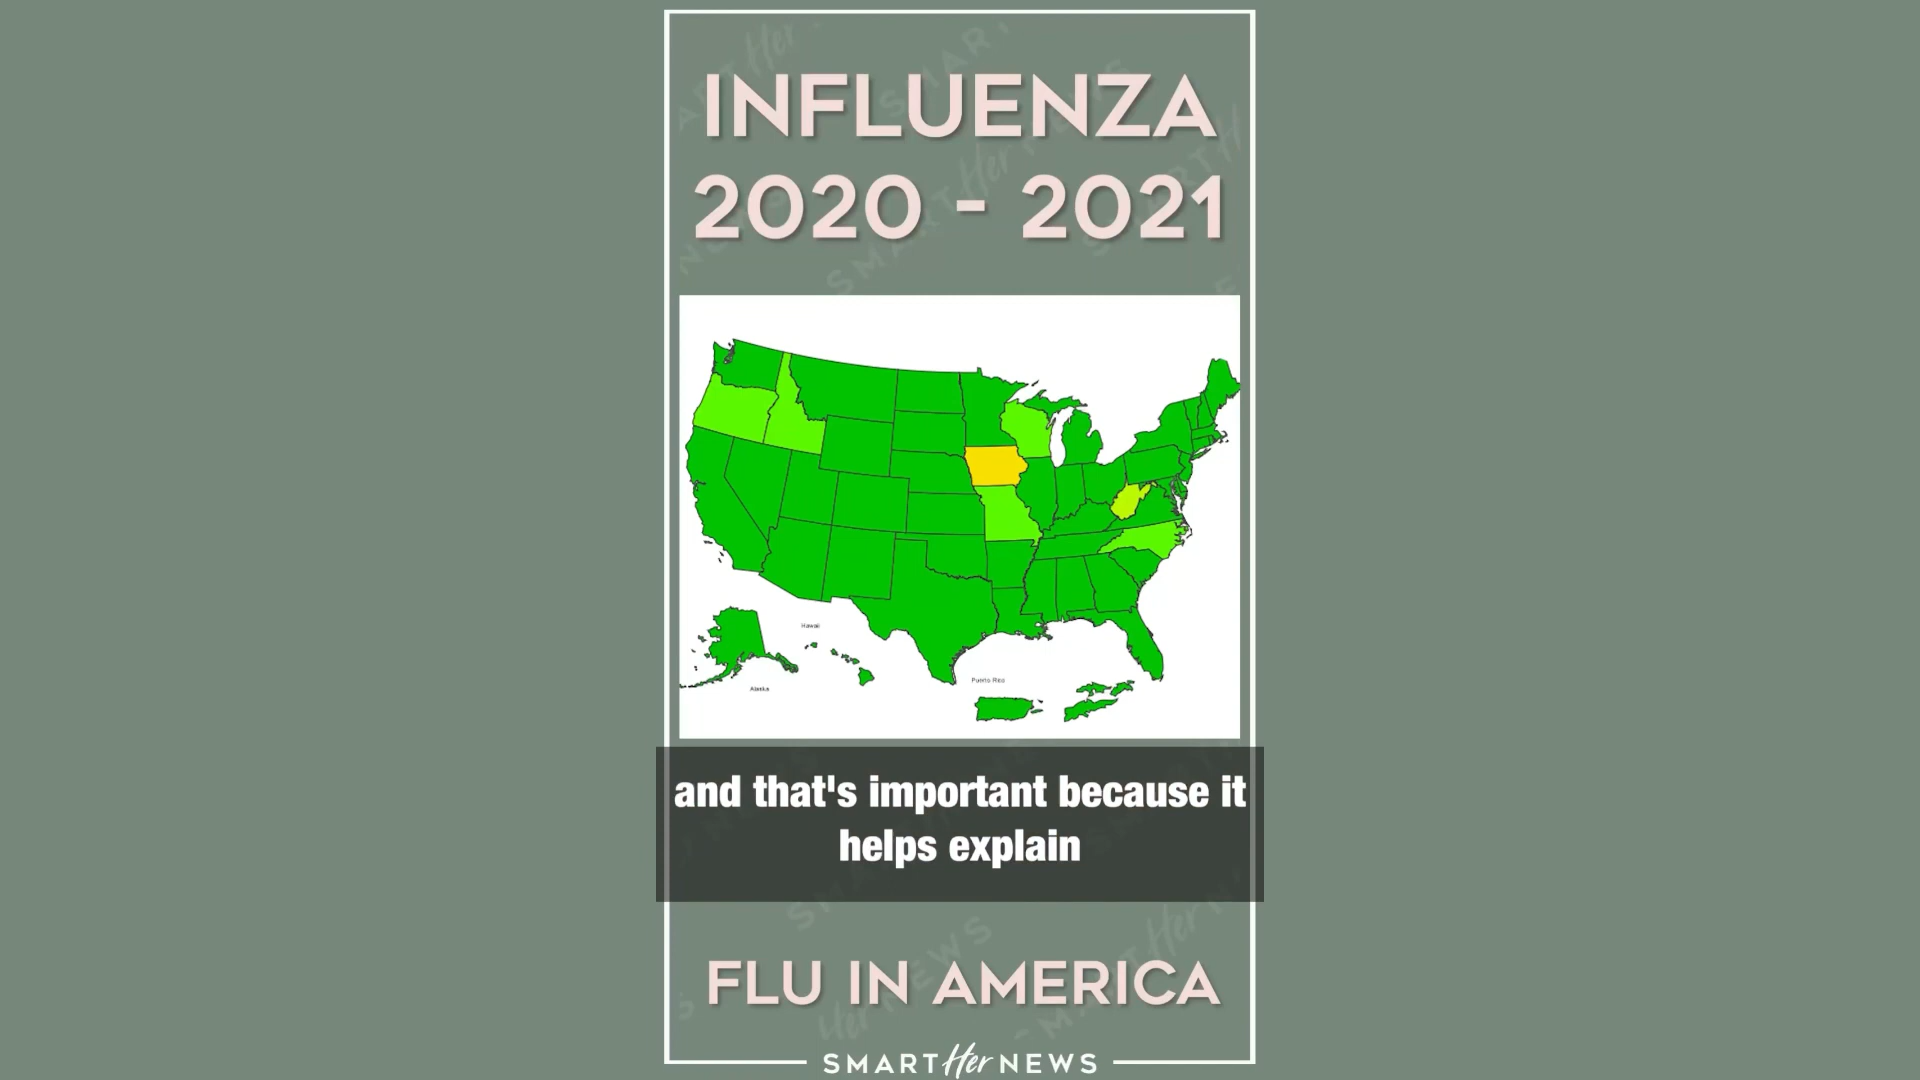 INFLUENZA
2020 - 2021
Hawaii
Alaska
Puerto Rico
and that's important because it
helps explain
FLU IN AMERICA
SMART Her NEWS